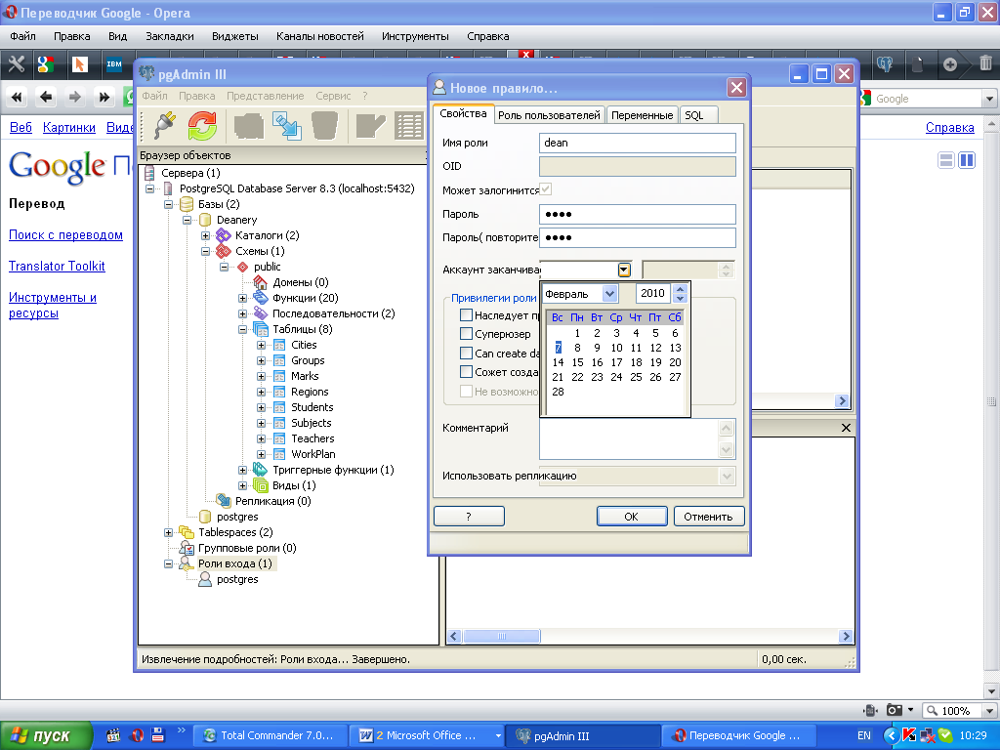 Переводчик Google - Opera
Файл Правка Вид Закладки Виджеты Каналы новостей Инструменты Справка
IBM
Google
Веб Картинки Виде
Справка
Google П
Перевод
Поиск с переводом
Translator Toolkit
Инструменты и
ресурсы
pgAdmin III
Файл Правка Представление Сервис ?
Браузер объектов
Сервера (1)
PostgreSQL Database Server 8.3 (localhost:5432)
Базы (2)
Deanery
Каталоги (2)
Схемы (1)
public
Домены (0)
Функции (20)
Последовательности (2)
Таблицы (8)
Cities
Groups
Marks
Regions
Students
Subjects
Teachers
WorkPlan
Триггерные функции (1)
Виды (1)
Репликация (0)
postgres
Tablespaces (2)
Групповые роли (0)
Роли входа (1)
postgres
Извлечение подробностей: Роли входа... Завершено.
0,00 сек.
Новое правило...
Свойства Роль пользователей Переменные SQL
Имя роли dean
OID
Может залогинится
Пароль ●●●●
Пароль( повторите ●●●●
Аккаунт заканчива
Февраль 2010
Вс Пн Вт Ср Чт Пт Сб
1 2 3 4 5 6
7 8 9 10 11 12 13
14 15 16 17 18 19 20
21 22 23 24 25 26 27
28
Привилегии роли
Наследует пр
Суперюзер
Can create da
Сожет созда
Не возможно
Комментарий
Использовать репликацию
? OK Отменить
100%
пуск
Total Commander 7.0...
2 Microsoft Office ...
pgAdmin III
Переводчик Google ...
EN
10:29